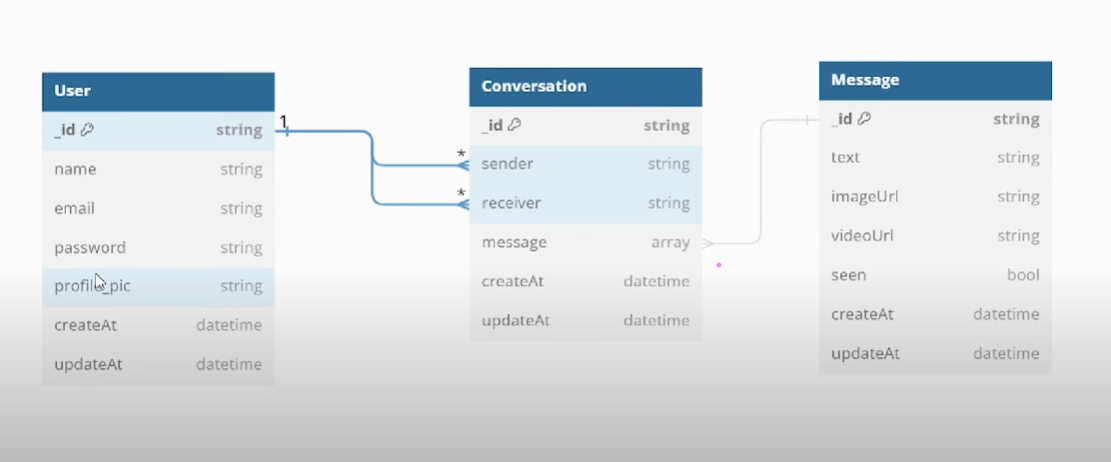 User
_id string
name string
email string
password string
profile_pic string
createAt datetime
updateAt datetime
1
*
*
Conversation
_id string
sender string
receiver string
message array
createAt datetime
updateAt datetime
Message
_id string
text string
imageUrl string
videoUrl string
seen bool
createAt datetime
updateAt datetime